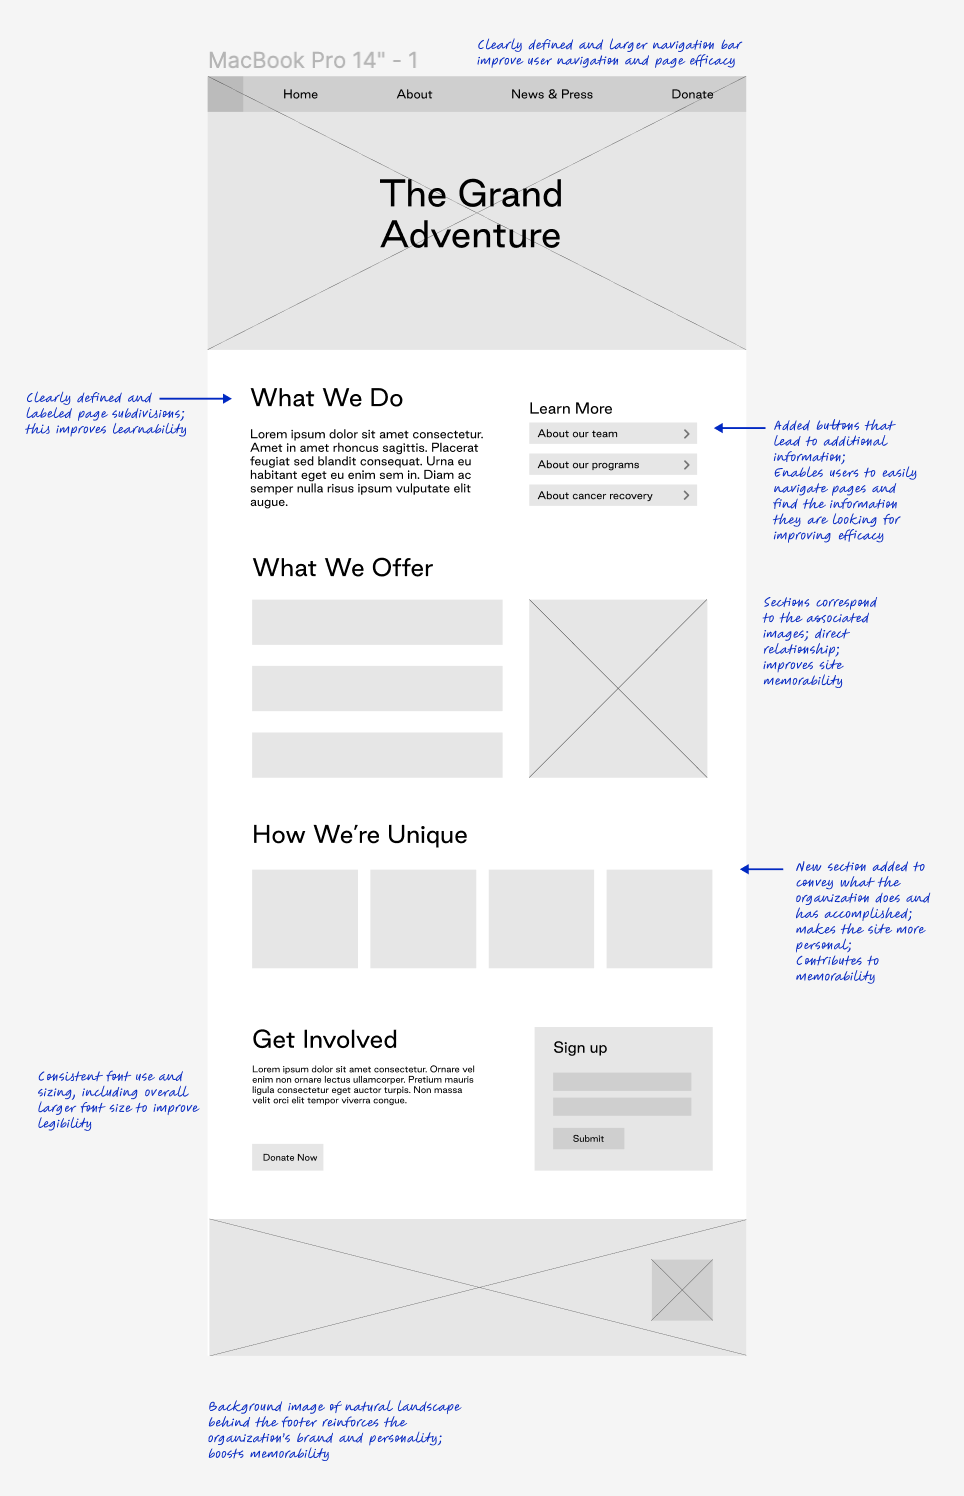 Clearly defined and larger navigation bar
improve user navigation and page efficacy
MacBook Pro 14" - 1
Home About News & Press Donate
The Grand
Adventure
Clearly defined and
labeled page subdivisions;
this improves learnability
What We Do
Lorem ipsum dolor sit amet consectetur.
Amet in amet rhoncus sagittis. Placerat
feugiat sed blandit consequat. Urna eu
habitant eget eu enim sem in. Diam ac
semper nulla risus ipsum vulputate elit
augue.
Learn More
About our team
About our programs
About cancer recovery
Added buttons that
lead to additional
information;
Enables users to easily
navigate pages and
find the information
they are looking for
improving efficacy
What We Offer
Sections correspond
to the associated
images; direct
relationship;
improves site
memorability
How We're Unique
New section added to
convey what the
organization does and
has accomplished;
makes the site more
personal;
Contributes to
memorability
Get Involved
Lorem ipsum dolor sit amet consectetur. Ornare vel
enim non ornare lectus ullamcorper. Pretium mauris
ligula consectetur eget auctor turpis. Non massa
velit orci elit tempor viverra congue.
Donate Now
Sign up
Submit
Consistent font use and
sizing, including overall
larger font size to improve
legibility
Background image of natural landscape
behind the footer reinforces the
organization's brand and personality;
boosts memorability